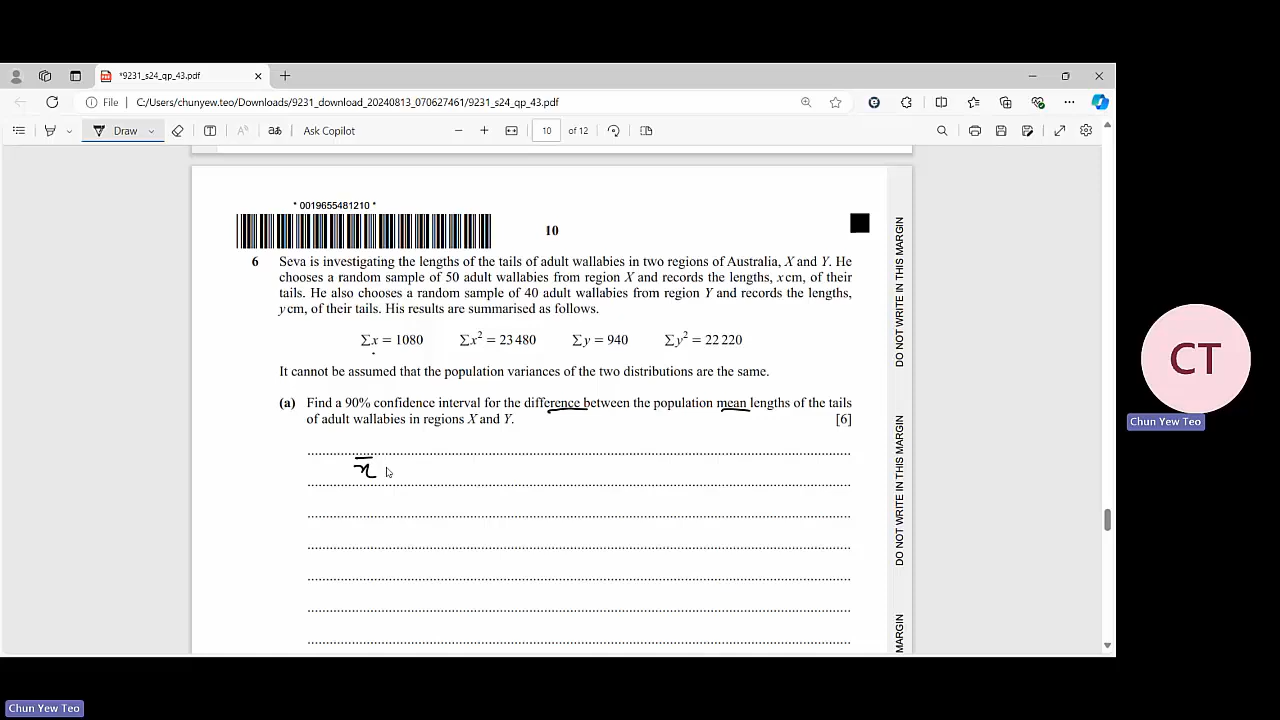 *9231_s24_qp_43.pdf
File C:/Users/chunyew.teo/Downloads/9231_download_20240813_070627461/9231_s24_qp_43.pdf
Draw Ask Copilot 10 of 12
* 0019655481210 *
10
6 Seva is investigating the lengths of the tails of adult wallabies in two regions of Australia, X and Y. He
chooses a random sample of 50 adult wallabies from region X and records the lengths, x cm, of their
tails. He also chooses a random sample of 40 adult wallabies from region Y and records the lengths,
y cm, of their tails. His results are summarised as follows.
Σx = 1080 Σx² = 23 480 Σy = 940 Σy² = 22 220
It cannot be assumed that the population variances of the two distributions are the same.
(a) Find a 90% confidence interval for the difference between the population mean lengths of the tails
of adult wallabies in regions X and Y. [6]
x̄
DO NOT WRITE IN THIS MARGIN
DO NOT WRITE IN THIS MARGIN
MARGIN
CT
Chun Yew Teo
Chun Yew Teo